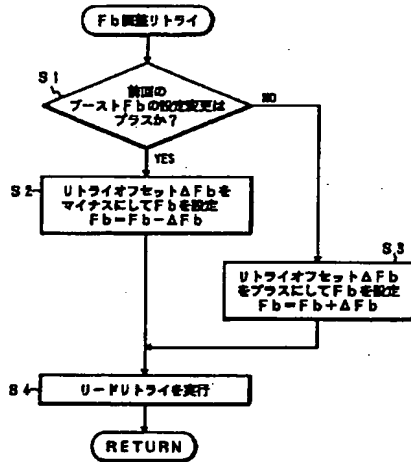 Fb調整リトライ
S1
前回の
ブーストFbの設定変更は
プラスか？
NO
YES
S2
リトライオフセットΔFbを
マイナスにしてFbを設定
Fb=Fb-ΔFb
S3
リトライオフセットΔFb
をプラスにしてFbを設定
Fb=Fb+ΔFb
S4
リードリトライを実行
RETURN